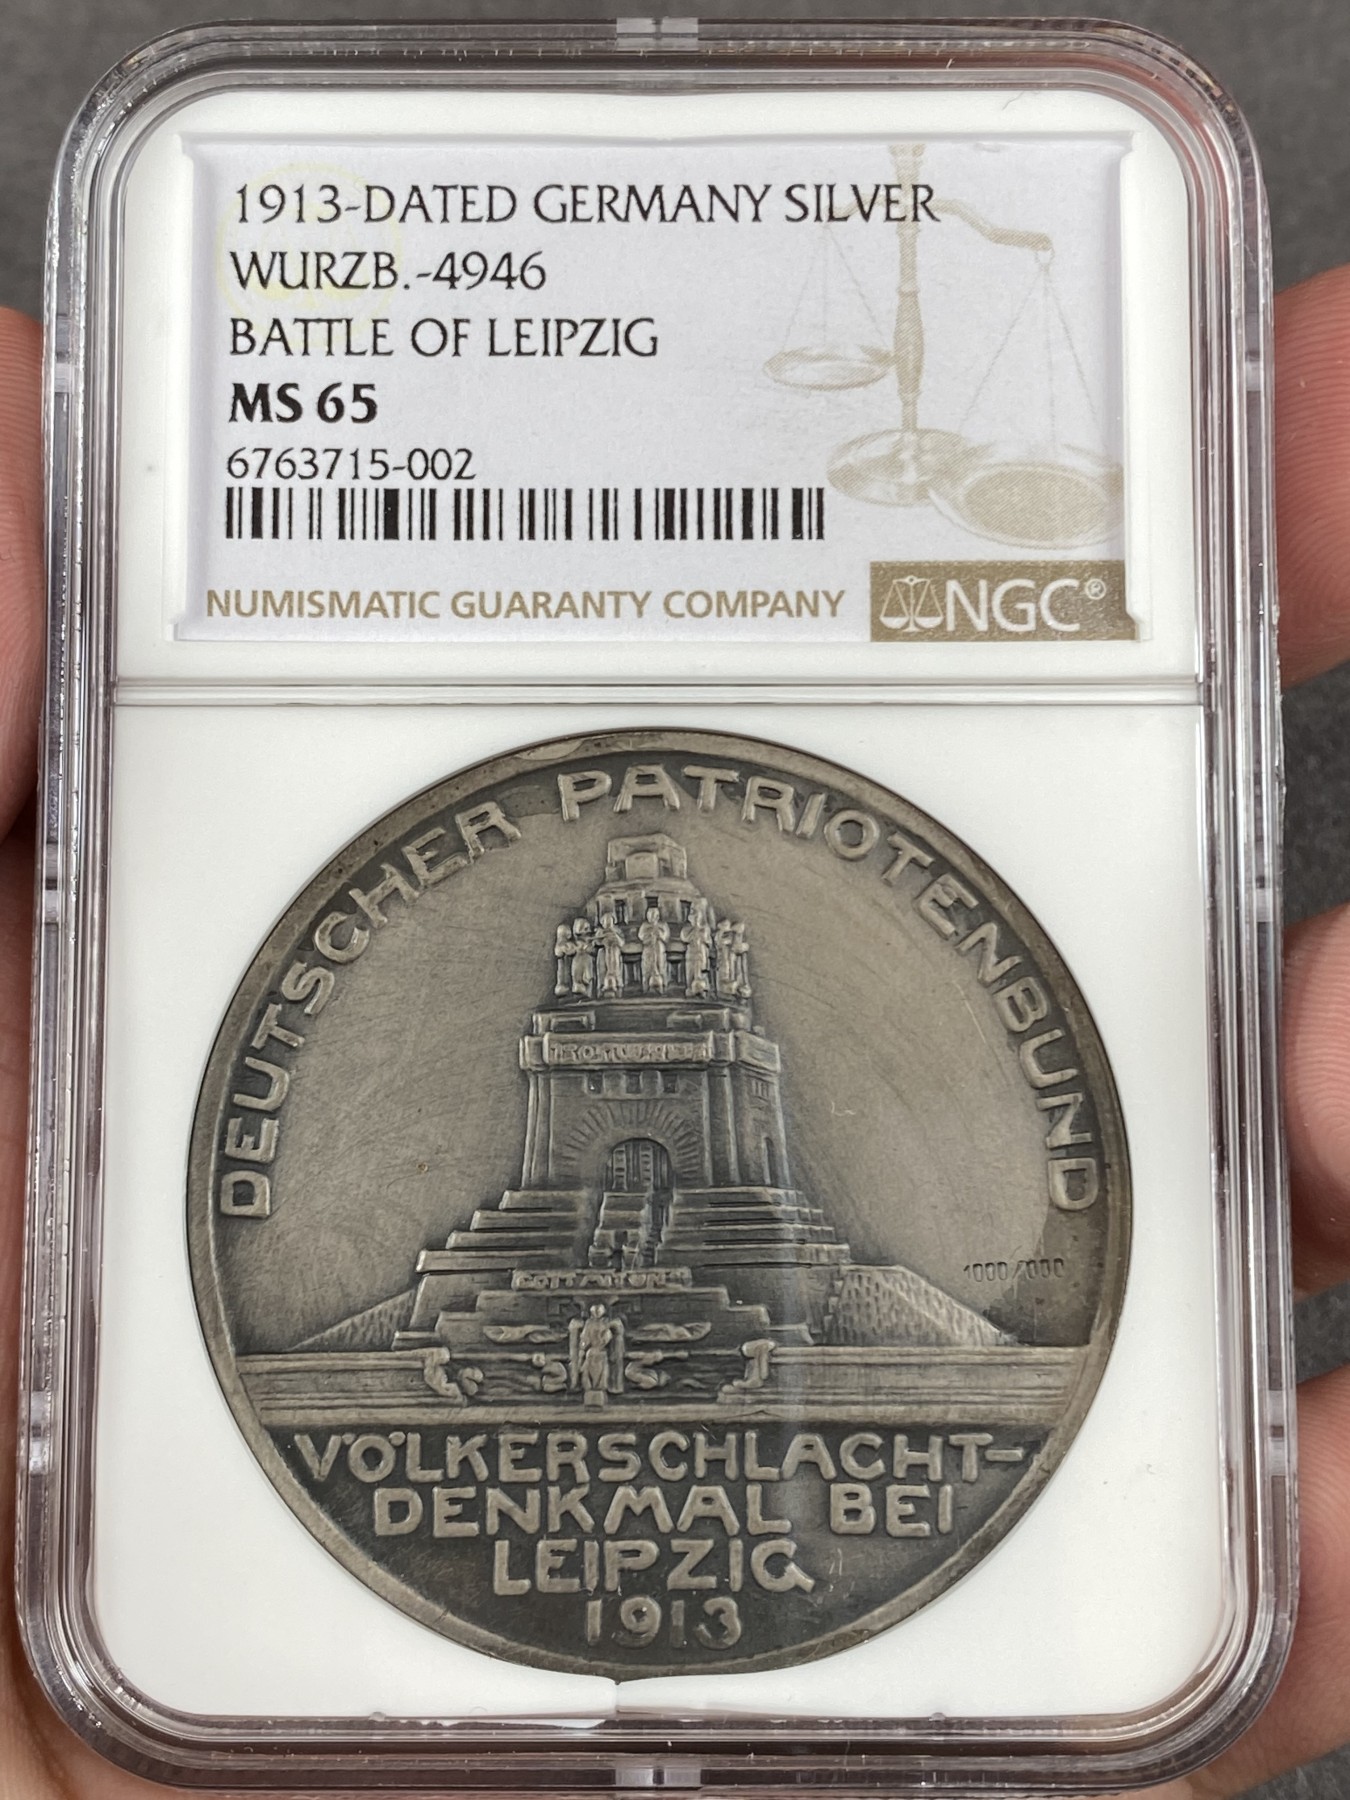 1913-DATED GERMANY SILVER
WURZB.-4946
BATTLE OF LEIPZIG
MS 65
6763715-002
NUMISMATIC GUARANTY COMPANY
NGC®
DEUTSCHER PATRIOTENBUND
1000/000
VÖLKERSCHLACHT-
DENKMAL BEI
LEIPZIG
1913